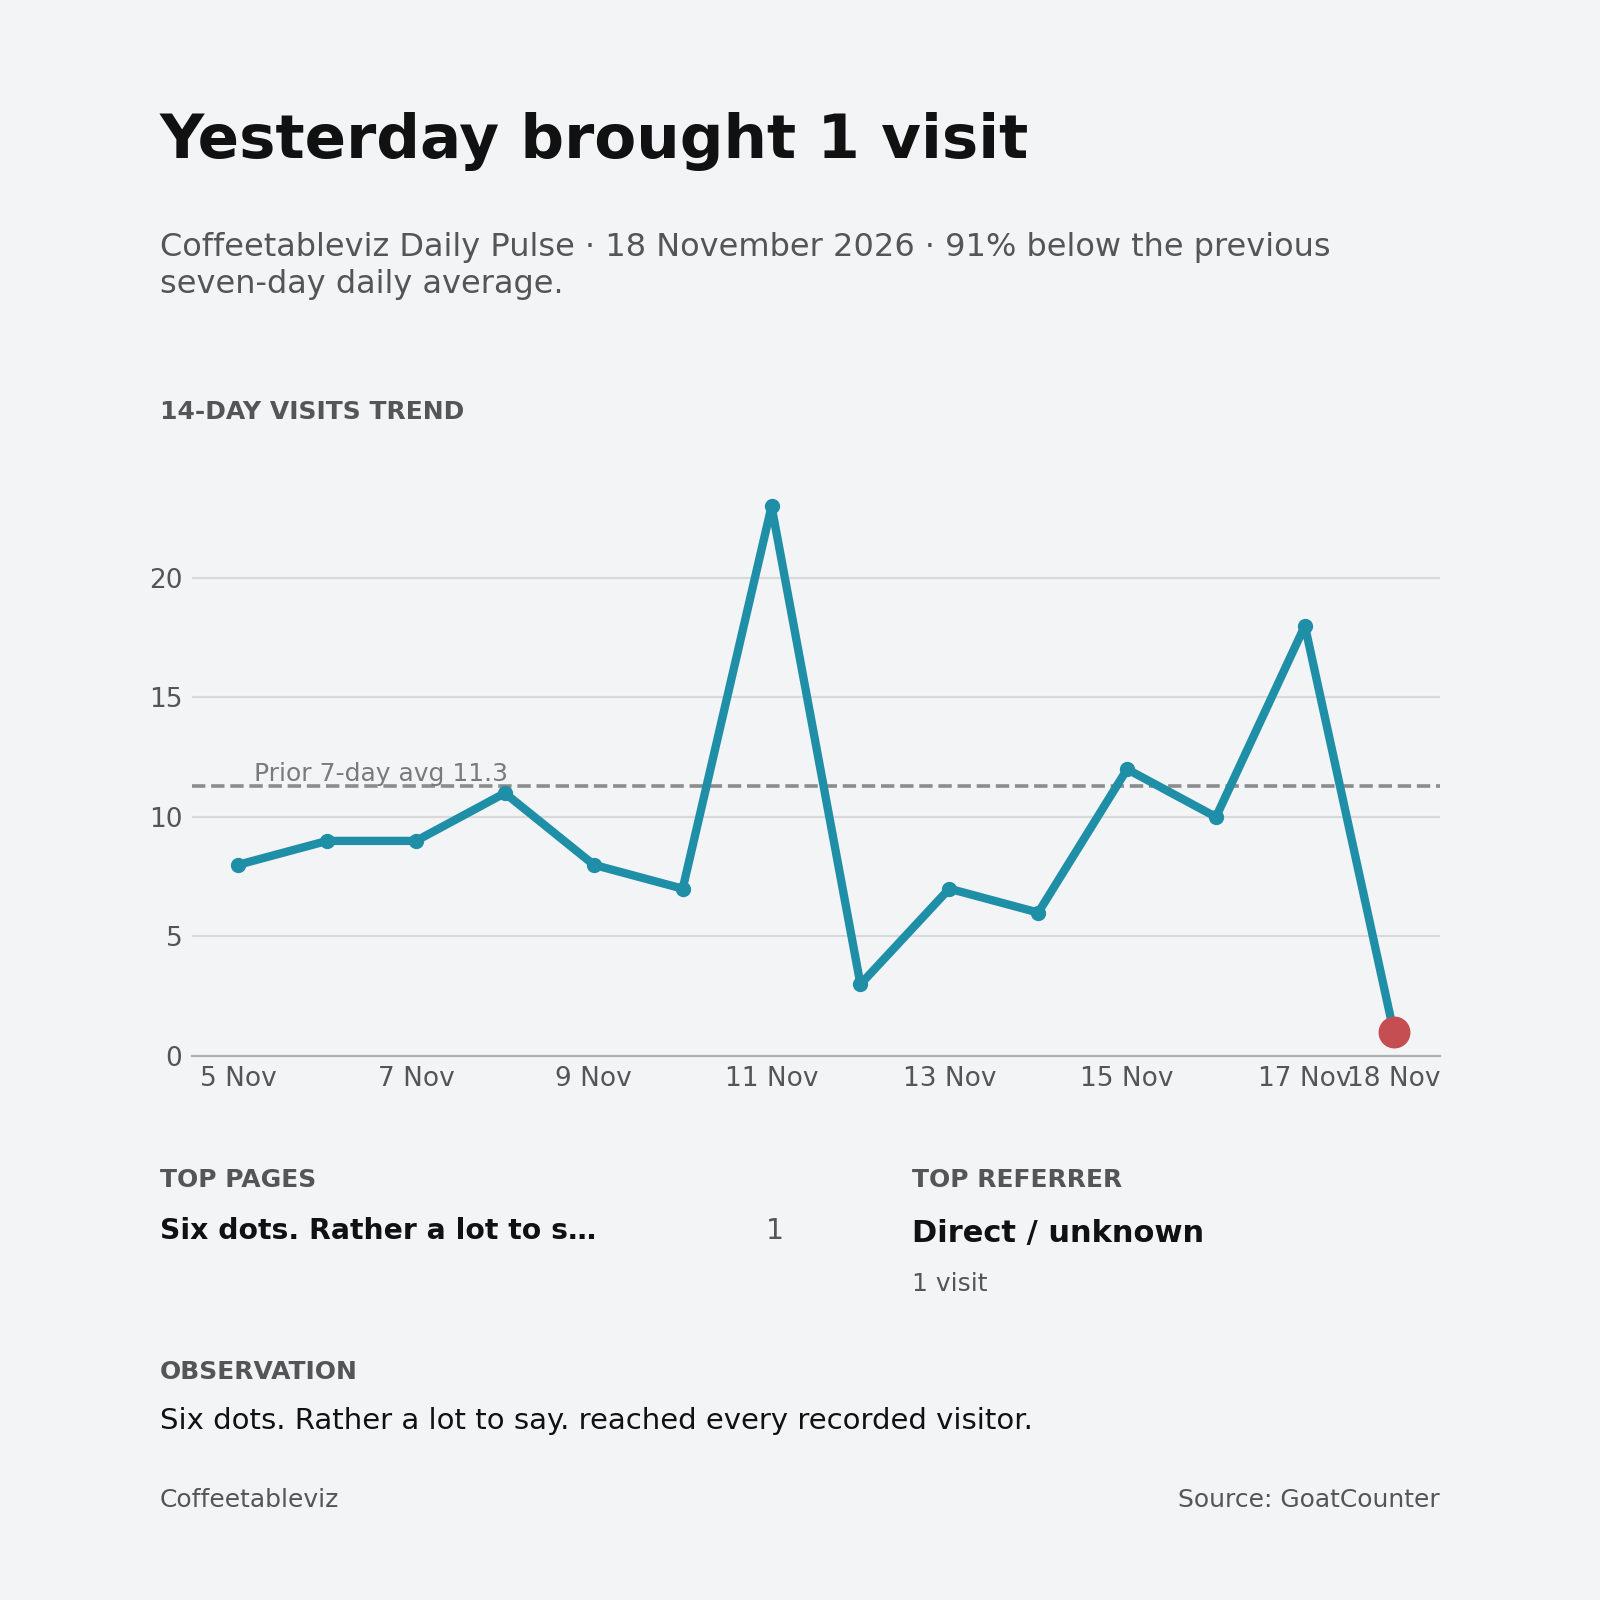 Yesterday brought 1 visit
Coffeetableviz Daily Pulse · 18 November 2026 · 91% below the previous
seven-day daily average.
14-DAY VISITS TREND
20
15
Prior 7-day avg 11.3
10
5
0
5 Nov 7 Nov 9 Nov 11 Nov 13 Nov 15 Nov 17 Nov 18 Nov
TOP PAGES
Six dots. Rather a lot to s… 1
TOP REFERRER
Direct / unknown
1 visit
OBSERVATION
Six dots. Rather a lot to say. reached every recorded visitor.
Coffeetableviz
Source: GoatCounter